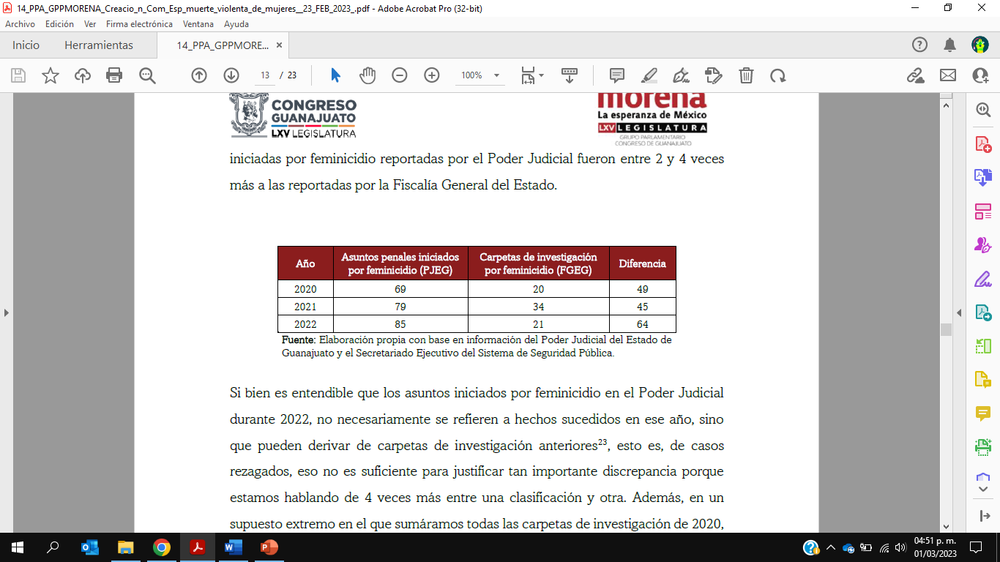 14_PPA_GPPMORENA_Creacio_n_Com_Esp_muerte_violenta_de_mujeres__23_FEB_2023_.pdf - Adobe Acrobat Pro (32-bit)
Archivo Edición Ver Firma electrónica Ventana Ayuda
Inicio Herramientas 14_PPA_GPPMORE... ×
13 / 23 100%
CONGRESO
GUANAJUATO
LXV LEGISLATURA
morena
La esperanza de México
LXV LEGISLATURA
GRUPO PARLAMENTARIO
CONGRESO DE GUANAJUATO
iniciadas por feminicidio reportadas por el Poder Judicial fueron entre 2 y 4 veces
más a las reportadas por la Fiscalía General del Estado.
Año Asuntos penales iniciados por feminicidio (PJEG) Carpetas de investigación por feminicidio (FGEG) Diferencia
2020 69 20 49
2021 79 34 45
2022 85 21 64
Fuente: Elaboración propia con base en información del Poder Judicial del Estado de
Guanajuato y el Secretariado Ejecutivo del Sistema de Seguridad Pública.
Si bien es entendible que los asuntos iniciados por feminicidio en el Poder Judicial
durante 2022, no necesariamente se refieren a hechos sucedidos en ese año, sino
que pueden derivar de carpetas de investigación anteriores²³, esto es, de casos
rezagados, eso no es suficiente para justificar tan importante discrepancia porque
estamos hablando de 4 veces más entre una clasificación y otra. Además, en un
supuesto extremo en el que sumáramos todas las carpetas de investigación de 2020,
04:51 p. m.
01/03/2023